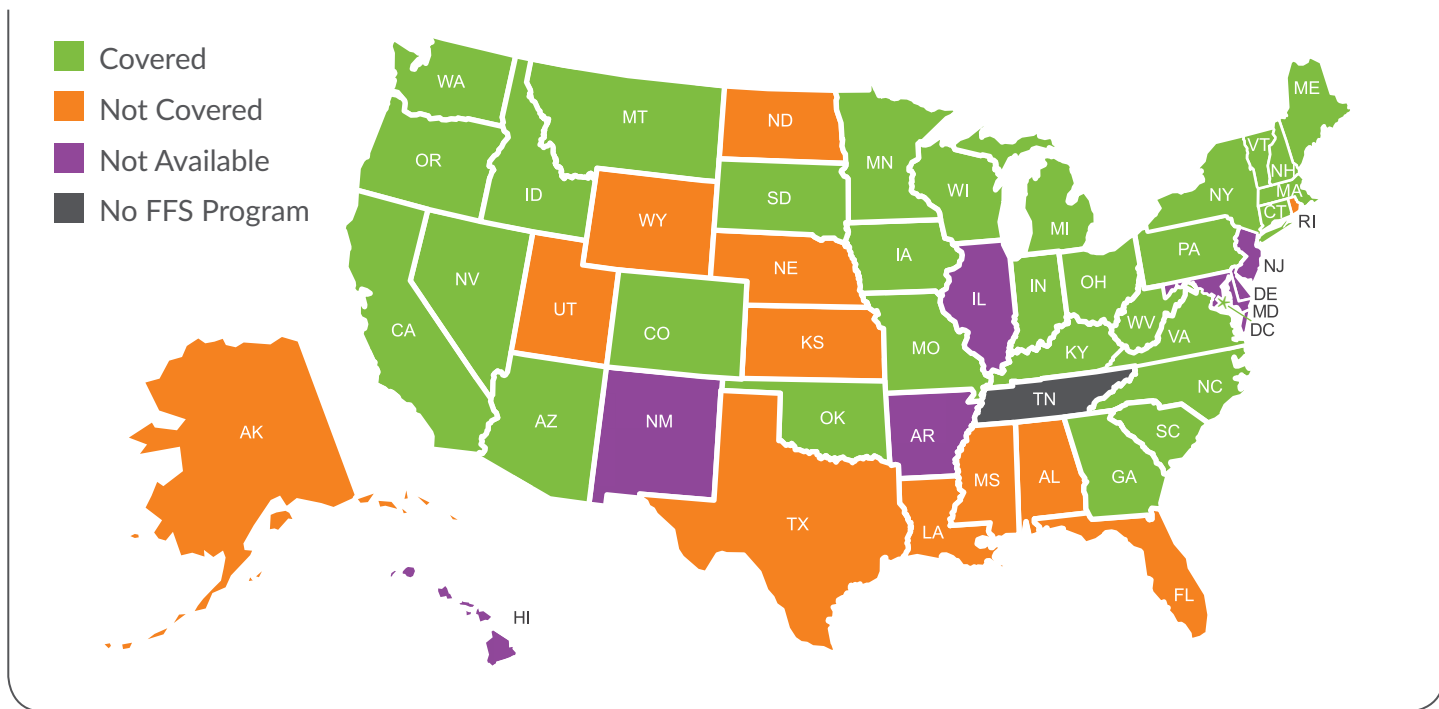 Covered
Not Covered
Not Available
No FFS Program
WA
OR
CA
ID
NV
MT
WY
UT
AZ
CO
NM
ND
SD
NE
KS
OK
TX
MN
IA
MO
AR
LA
WI
IL
MI
IN
OH
KY
TN
MS
AL
GA
FL
SC
NC
VA
WV
PA
NY
VT
NH
ME
MA
CT
RI
NJ
DE
MD
DC
AK
HI